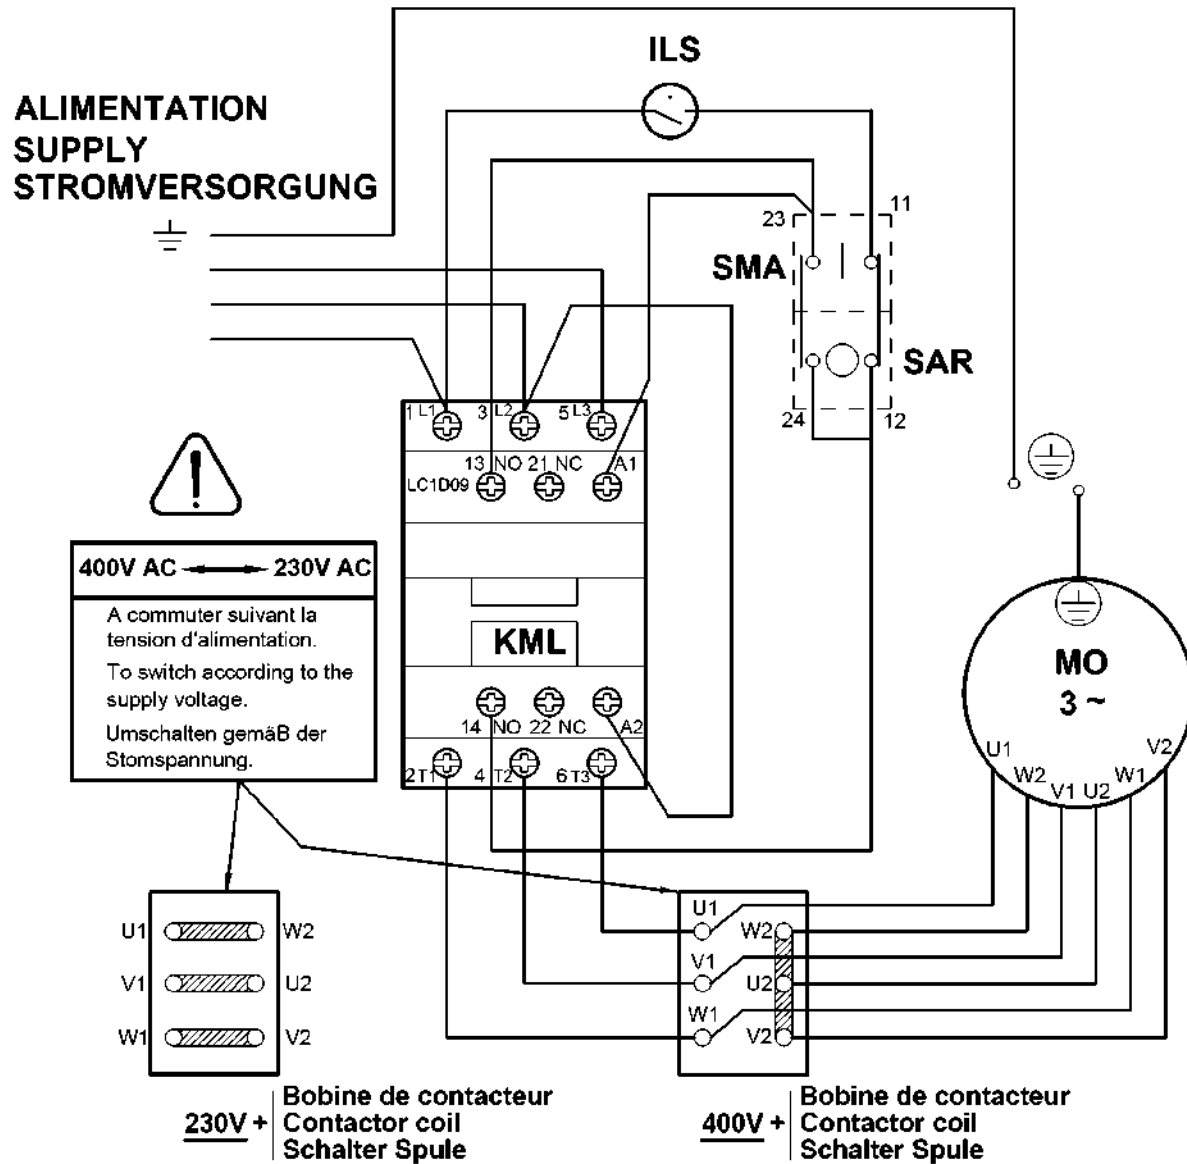 ILS
ALIMENTATION
SUPPLY
STROMVERSORGUNG
23
11
SMA
SAR
24
12
1 L1 3 L2 5 L3
13 NO 21 NC A1
LC1D09
KML
14 NO 22 NC A2
2 T1 4 T2 6 T3
400V AC 230V AC
A commuter suivant la
tension d'alimentation.
To switch according to the
supply voltage.
Umschalten gemäB der
Stomspannung.
MO
3 ~
U1 W2 V1 U2 W1 V2
U1 W2
V1 U2
W1 V2
U1 W2
V1 U2
W1 V2
230V +
Bobine de contacteur
Contactor coil
Schalter Spule
400V +
Bobine de contacteur
Contactor coil
Schalter Spule